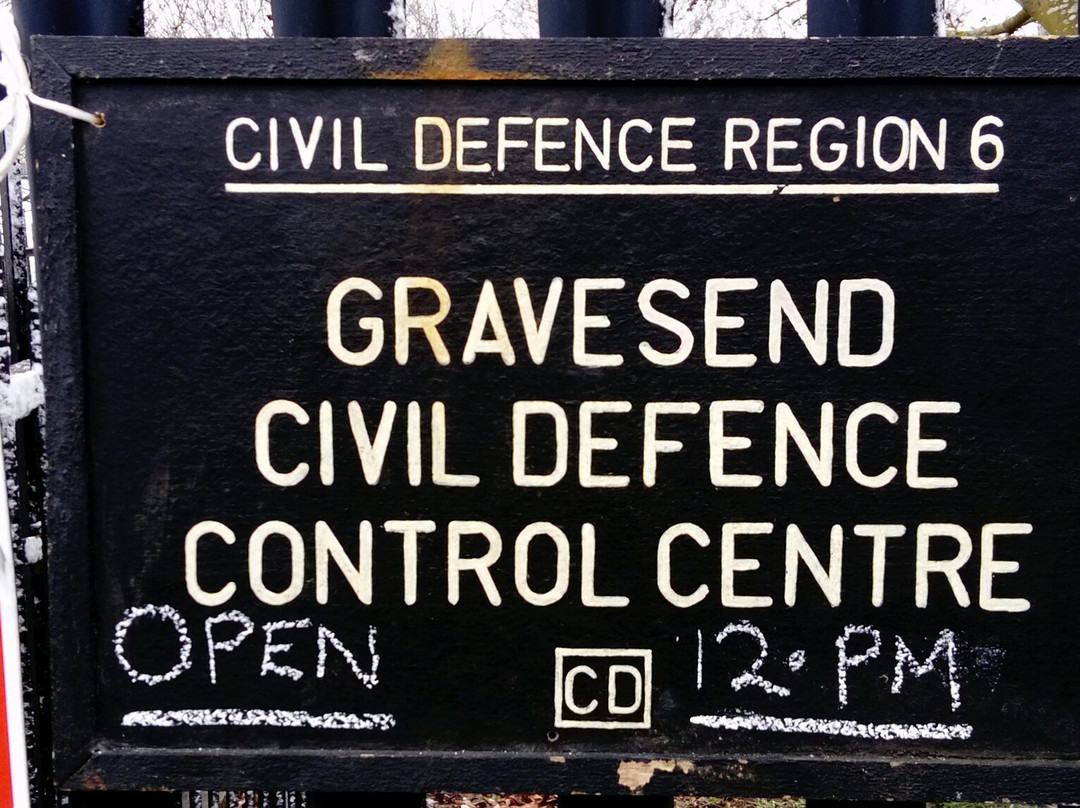 CIVIL DEFENCE REGION 6
GRAVESEND
CIVIL DEFENCE
CONTROL CENTRE
OPEN CD 12.PM